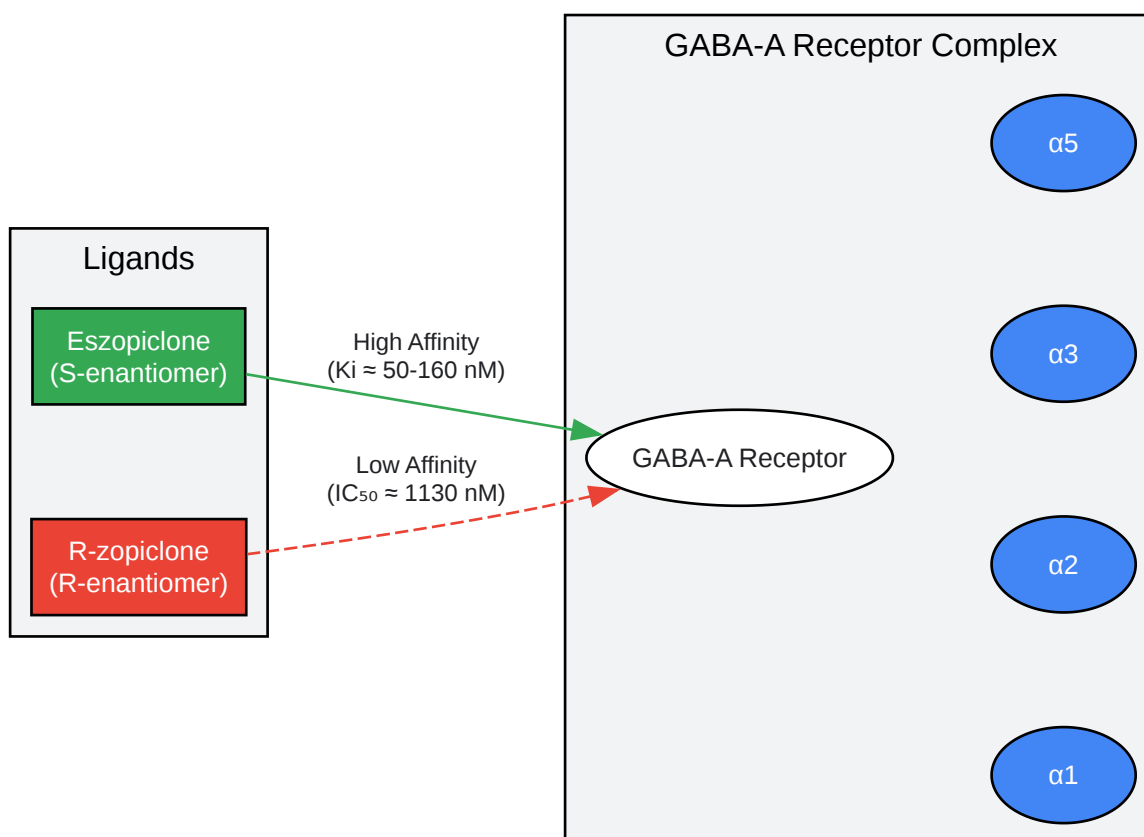 GABA-A Receptor Complex
α5
Ligands
Eszopiclone
(S-enantiomer)
High Affinity
(Ki ≈ 50-160 nM)
α3
GABA-A Receptor
Low Affinity
(IC₅₀ ≈ 1130 nM)
R-zopiclone
(R-enantiomer)
α2
α1